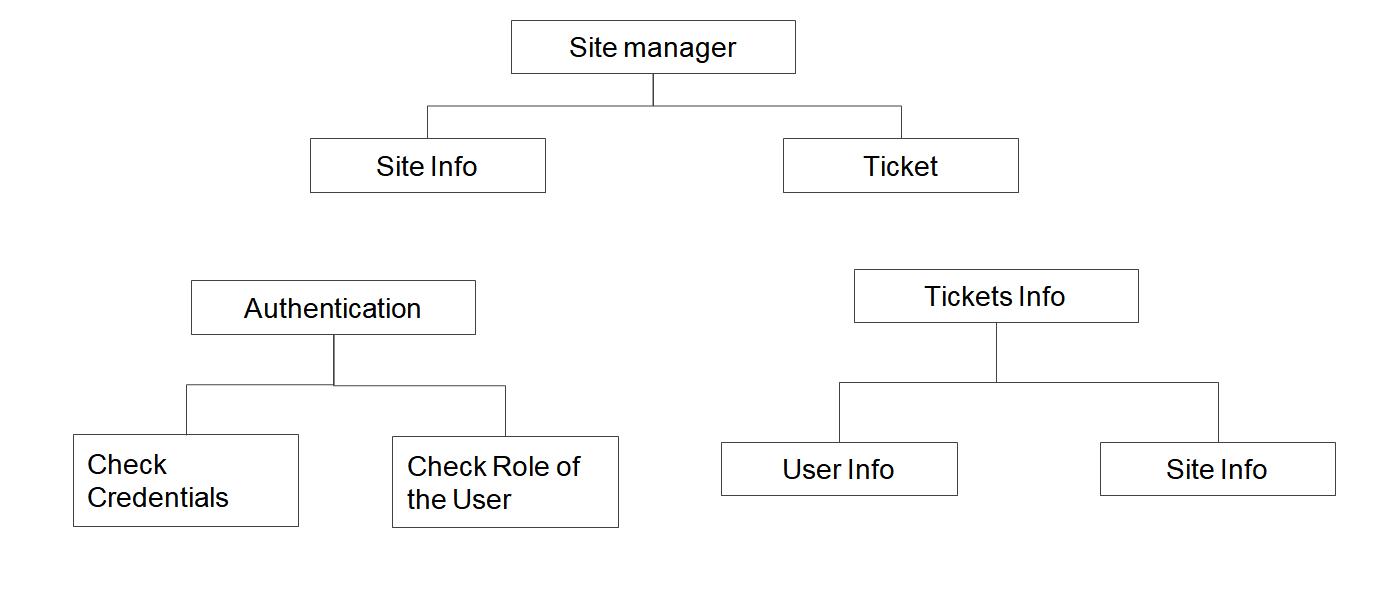 Site manager
Site Info
Ticket
Authentication
Tickets Info
Check
Credentials
Check Role of
the User
User Info
Site Info